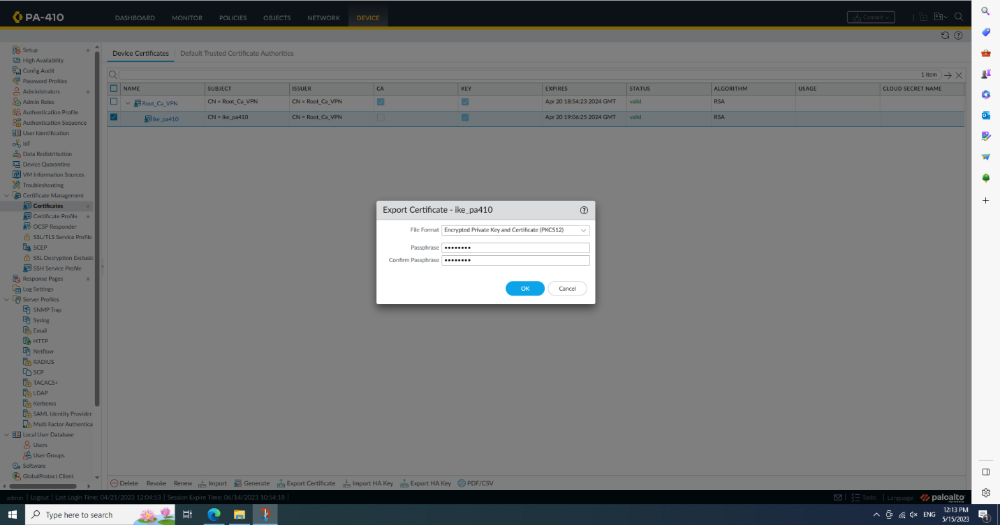 PA-410
DASHBOARD MONITOR POLICIES OBJECTS NETWORK DEVICE
Commit
Setup
High Availability
Config Audit
Password Profiles
Administrators
Admin Roles
Authentication Profile
Authentication Sequence
User Identification
IoT
Data Redistribution
Device Quarantine
VM Information Sources
Troubleshooting
Certificate Management
Certificates
Certificate Profile
OCSP Responder
SSL/TLS Service Profile
SCEP
SSL Decryption Exclusio
SSH Service Profile
Response Pages
Log Settings
Server Profiles
SNMP Trap
Syslog
Email
HTTP
Netflow
RADIUS
SCP
TACACS+
LDAP
Kerberos
SAML Identity Provider
Multi Factor Authentica
Local User Database
Users
User Groups
Software
GlobalProtect Client
Device Certificates Default Trusted Certificate Authorities
1 item
NAME SUBJECT ISSUER CA KEY EXPIRES STATUS ALGORITHM USAGE CLOUD SECRET NAME
Root_Ca_VPN CN = Root_Ca_VPN CN = Root_Ca_VPN Apr 20 18:54:23 2024 GMT valid RSA
ike_pa410 CN = ike_pa410 CN = Root_Ca_VPN Apr 20 19:06:25 2024 GMT valid RSA
Export Certificate - ike_pa410
File Format Encrypted Private Key and Certificate (PKCS12)
Passphrase ••••••••
Confirm Passphrase ••••••••
OK Cancel
Delete Revoke Renew Import Generate Export Certificate Import HA Key Export HA Key PDF/CSV
admin | Logout | Last Login Time: 04/21/2023 12:04:53 | Session Expire Time: 06/14/2023 10:54:18 |
Tasks | Language paloalto
NETWORKS
Type here to search
ENG
12:13 PM
5/15/2023
1